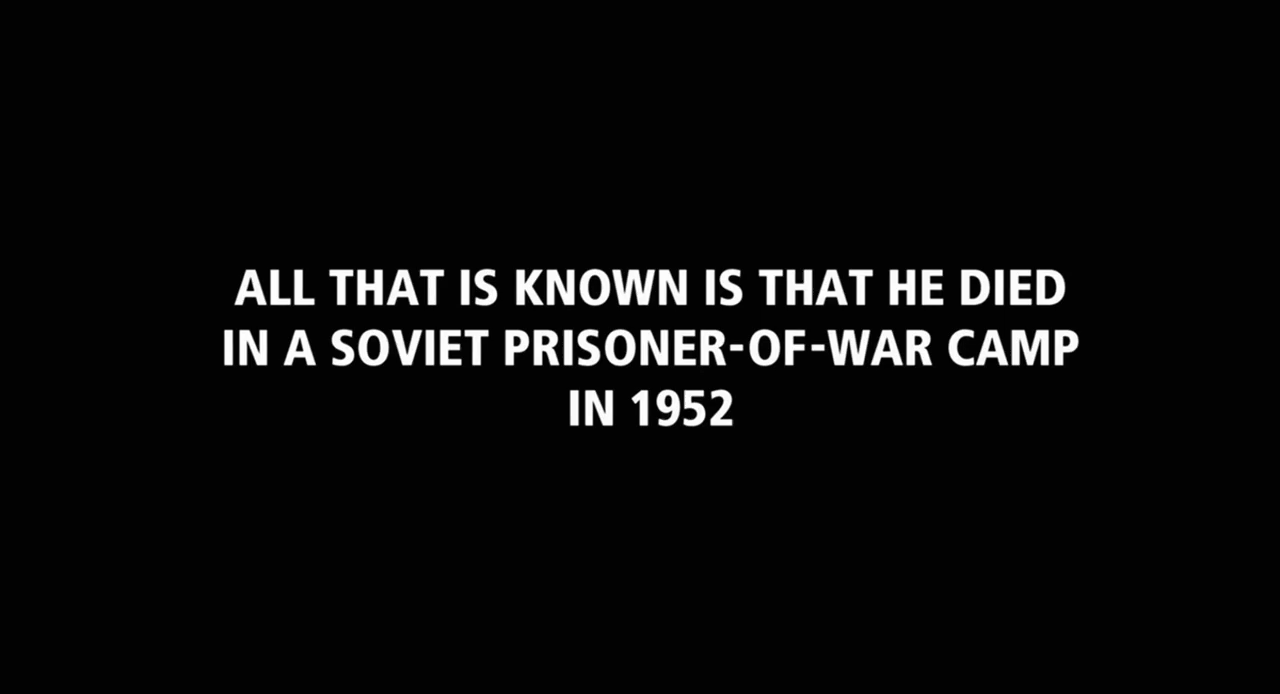 ALL THAT IS KNOWN IS THAT HE DIED
IN A SOVIET PRISONER-OF-WAR CAMP
IN 1952